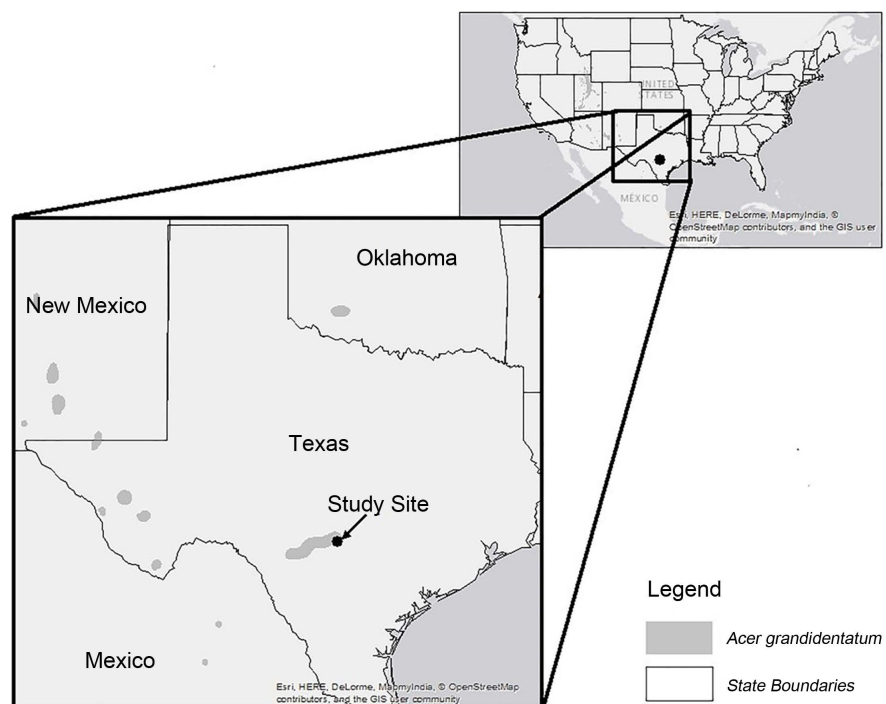 UNITED
STATES
MÉXICO
Esri, HERE, DeLorme, MapmyIndia, ©
OpenStreetMap contributors, and the GIS user
community
Oklahoma
New Mexico
Texas
Study Site
Mexico
Esri, HERE, DeLorme, MapmyIndia, © OpenStreetMap
contributors, and the GIS user community
Legend
Acer grandidentatum
State Boundaries